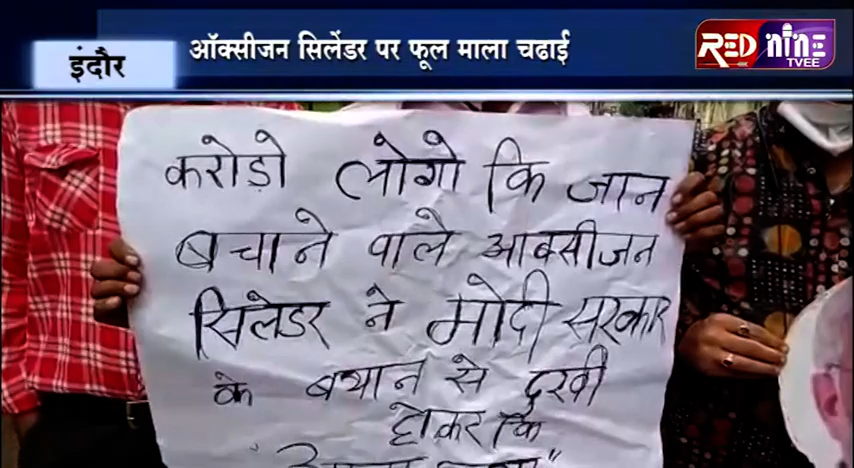 इंदौर
ऑक्सीजन सिलेंडर पर फूल माला चढाई
RED NINE
TVEE
करोड़ो लोगो कि जान
बचाने वाले आक्सीजन
सिलेडर ने मोदी सरकार
के बयान से दुखी
होकर कि